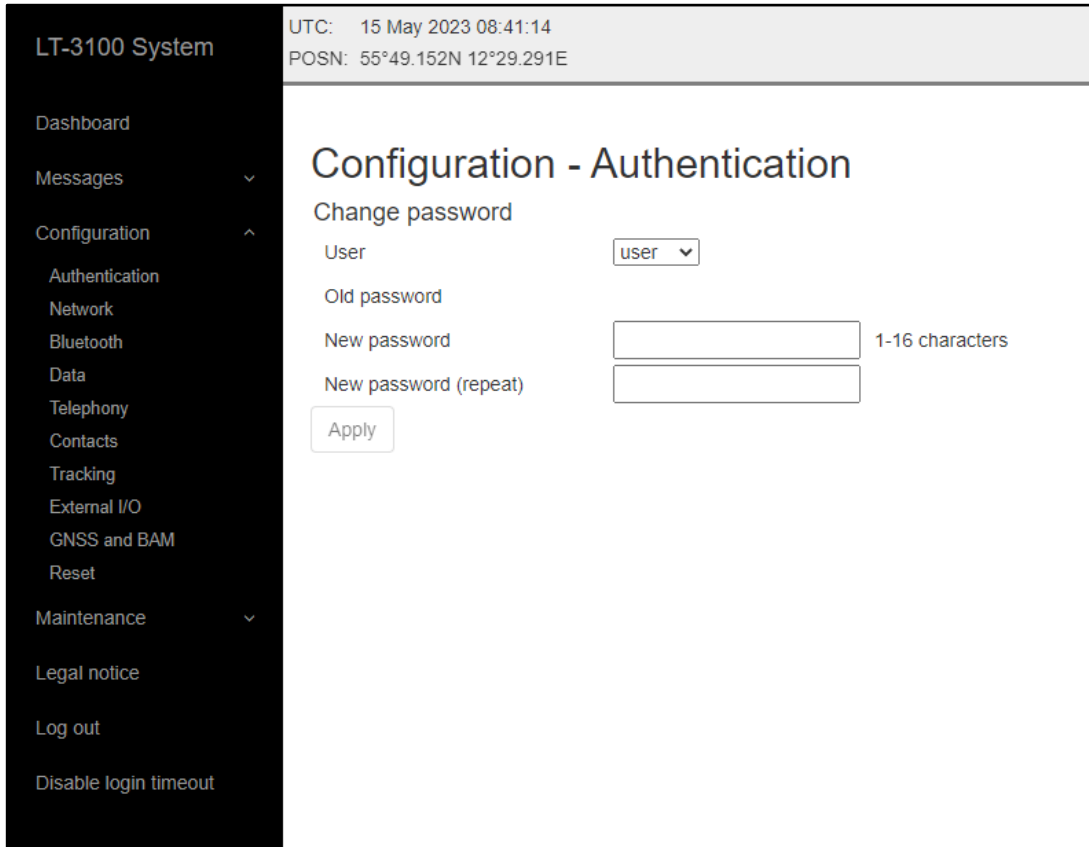 LT-3100 System
Dashboard
Messages
Configuration
Authentication
Network
Bluetooth
Data
Telephony
Contacts
Tracking
External I/O
GNSS and BAM
Reset
Maintenance
Legal notice
Log out
Disable login timeout
UTC: 15 May 2023 08:41:14
POSN: 55°49.152N 12°29.291E
Configuration - Authentication
Change password
User user
Old password
New password 1-16 characters
New password (repeat)
Apply